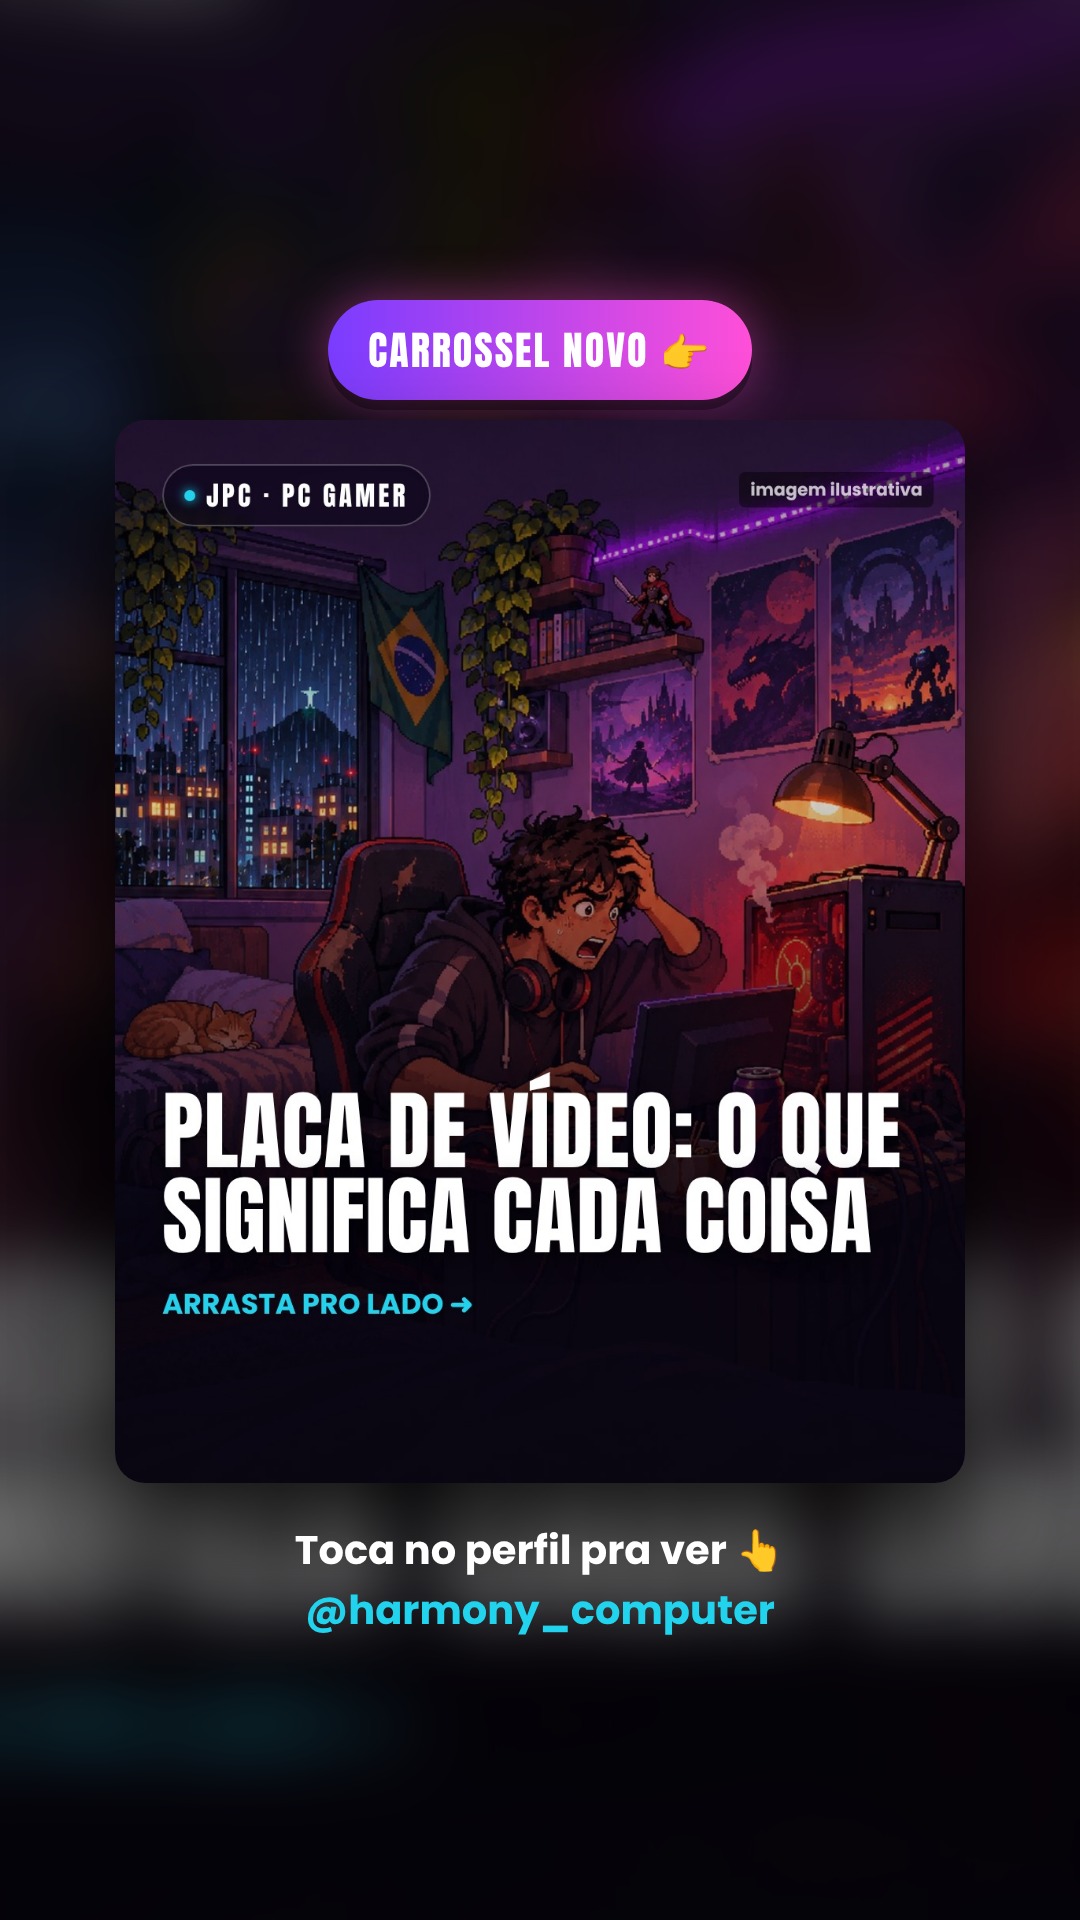 CARROSSEL NOVO 👉
JPC · PC GAMER
imagem ilustrativa
PLACA DE VÍDEO: O QUE
SIGNIFICA CADA COISA
ARRASTA PRO LADO ➜
Toca no perfil pra ver 👆
@harmony_computer